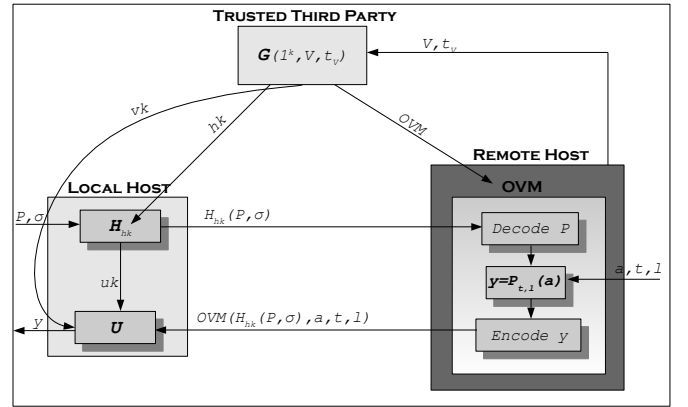 TRUSTED THIRD PARTY
G(1^k, V, t_v)
V, t_v
vk
hk
OVM
REMOTE HOST
LOCAL HOST
OVM
P, σ
H_hk
H_hk(P, σ)
Decode P
uk
y=P_t,l(a)
a, t, l
y
U
OVM(H_hk(P, σ), a, t, l)
Encode y